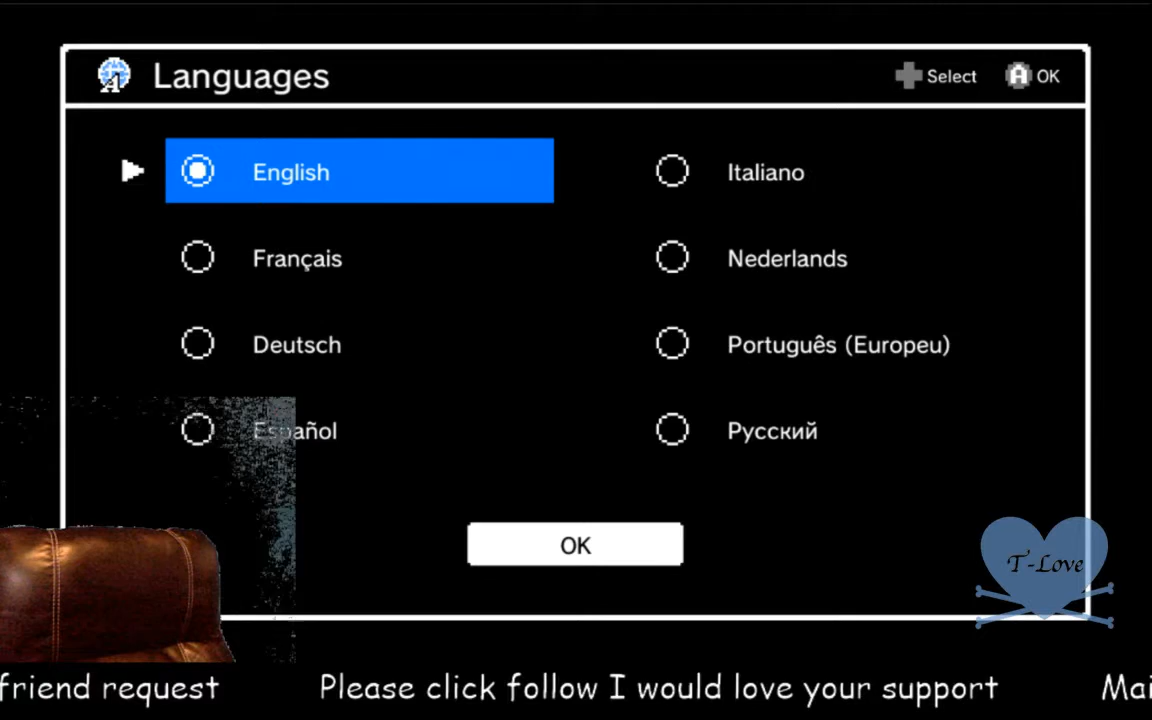 Languages
Select
A OK
English
Italiano
Français
Nederlands
Deutsch
Português (Europeu)
Español
Русский
OK
T-Love
friend request
Please click follow I would love your support
Mai